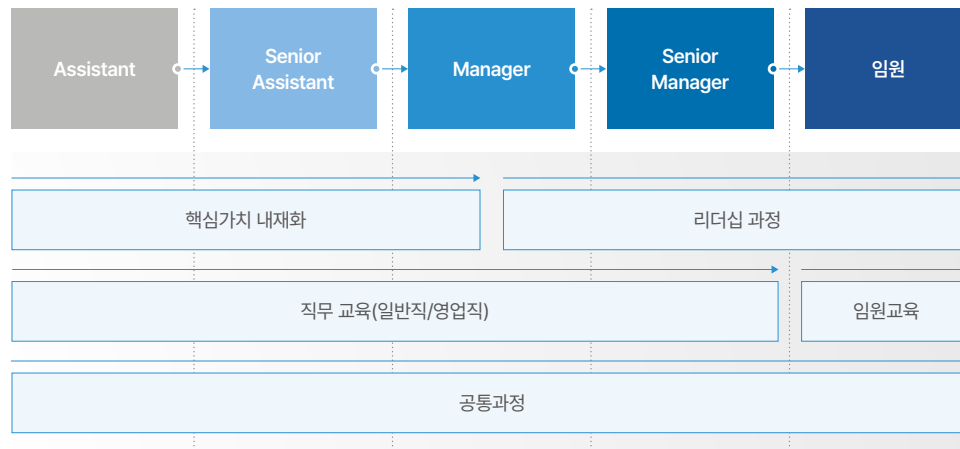 Assistant
Senior
Assistant
Manager
Senior
Manager
임원
핵심가치 내재화
리더십 과정
직무 교육(일반직/영업직)
임원교육
공통과정